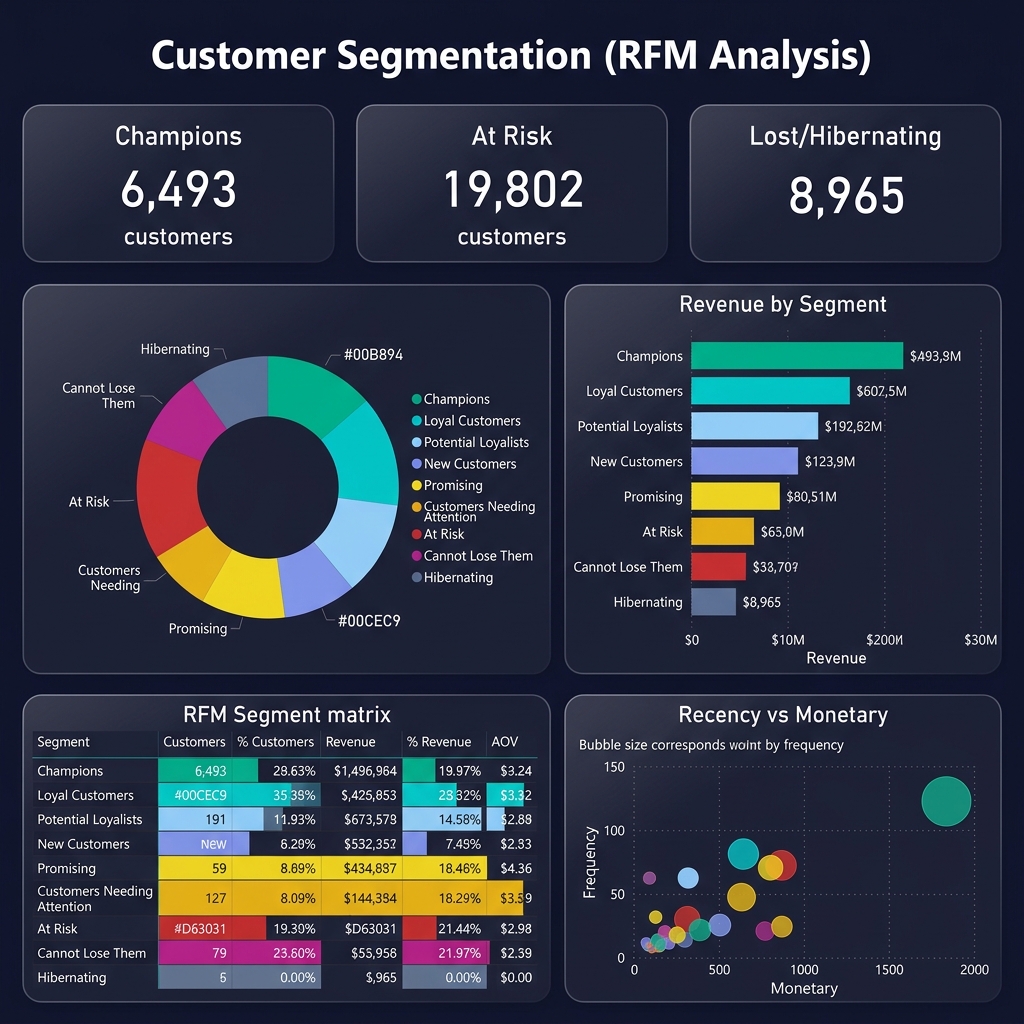 Customer Segmentation (RFM Analysis)
Champions
6,493
customers
At Risk
19,802
customers
Lost/Hibernating
8,965
Hibernating
#00B894
Cannot Lose
Them
At Risk
Customers
Needing
Promising
#00CEC9
Champions
Loyal Customers
Potential Loyalists
New Customers
Promising
Customers Needing
Attention
At Risk
Cannot Lose Them
Hibernating
Revenue by Segment
Champions
Loyal Customers $607,5M
Potential Loyalists $192,62M
New Customers $123,9M
Promising $80,51M
At Risk $65,0M
Cannot Lose Them
Hibernating $8,965
$0 $10M $30M
Revenue
RFM Segment matrix
Segment Customers % Customers Revenue % Revenue AOV
Champions 6,493 28.63% $1,496,964 19.97% $3.24
Loyal Customers #00CEC9 35.39% $,425,853 $3.32
Potential Loyalists 191 11.93% $673,573 14.58% $2.88
New Customers New 8.28% $532,357 7.49% $2.33
Promising 59 8.89% $434,887 18.46% $4.36
Customers Needing
Attention 127 8.09% $144,384 18.29%
At Risk #D63031 19.30% $D63031 21.44% $2.98
Cannot Lose Them 79 23.60% $55,958 21.97% $2.39
Hibernating 5 0.00% $,965 0.00% $0.00
Recency vs Monetary
Bubble size corresponds by frequency
Frequency
150
100
50
0
0 500 1000 1500 2000
Monetary